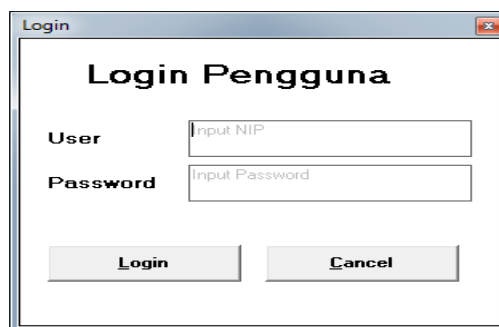 Login
Login Pengguna
User
Input NIP
Password
Input Password
Login
Cancel